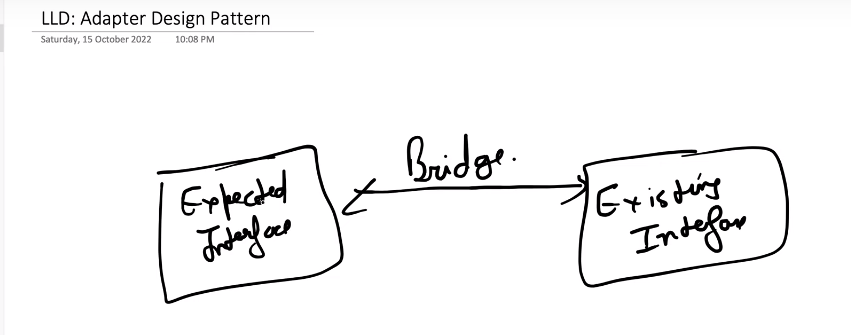 LLD: Adapter Design Pattern
Saturday, 15 October 2022 10:08 PM
Bridge.
Expected
Interface
Existing
Interface